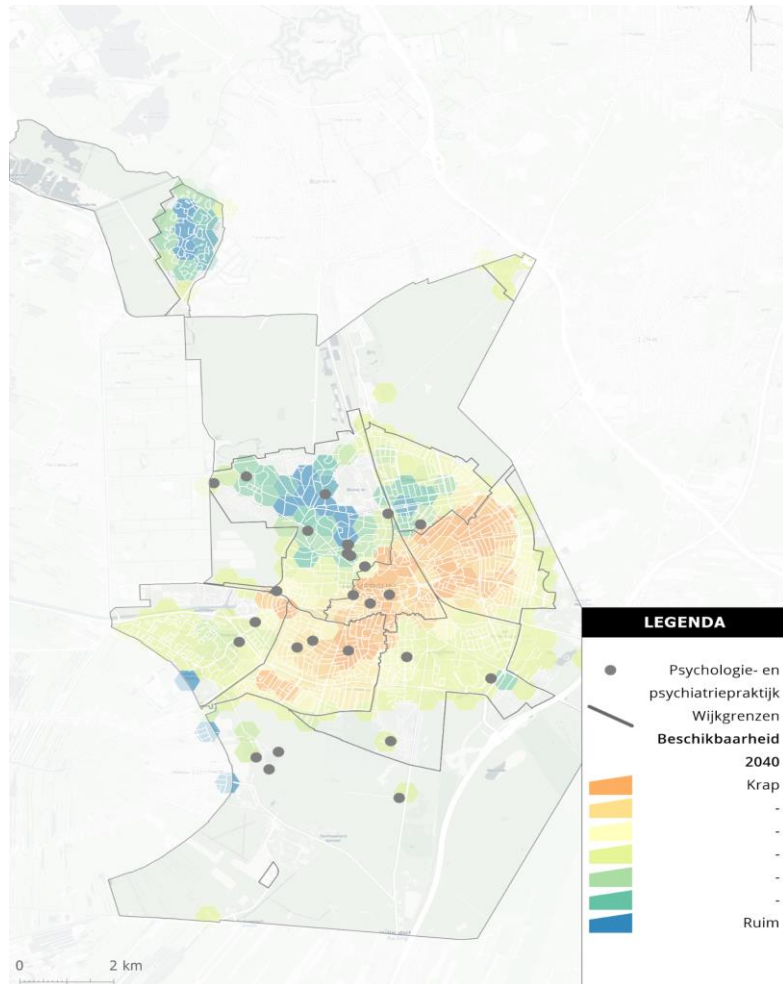 LEGENDA
Psychologie- en
psychiatriepraktijk
Wijkgrenzen
Beschikbaarheid
2040
Krap
-
-
-
-
-
Ruim
0 2 km